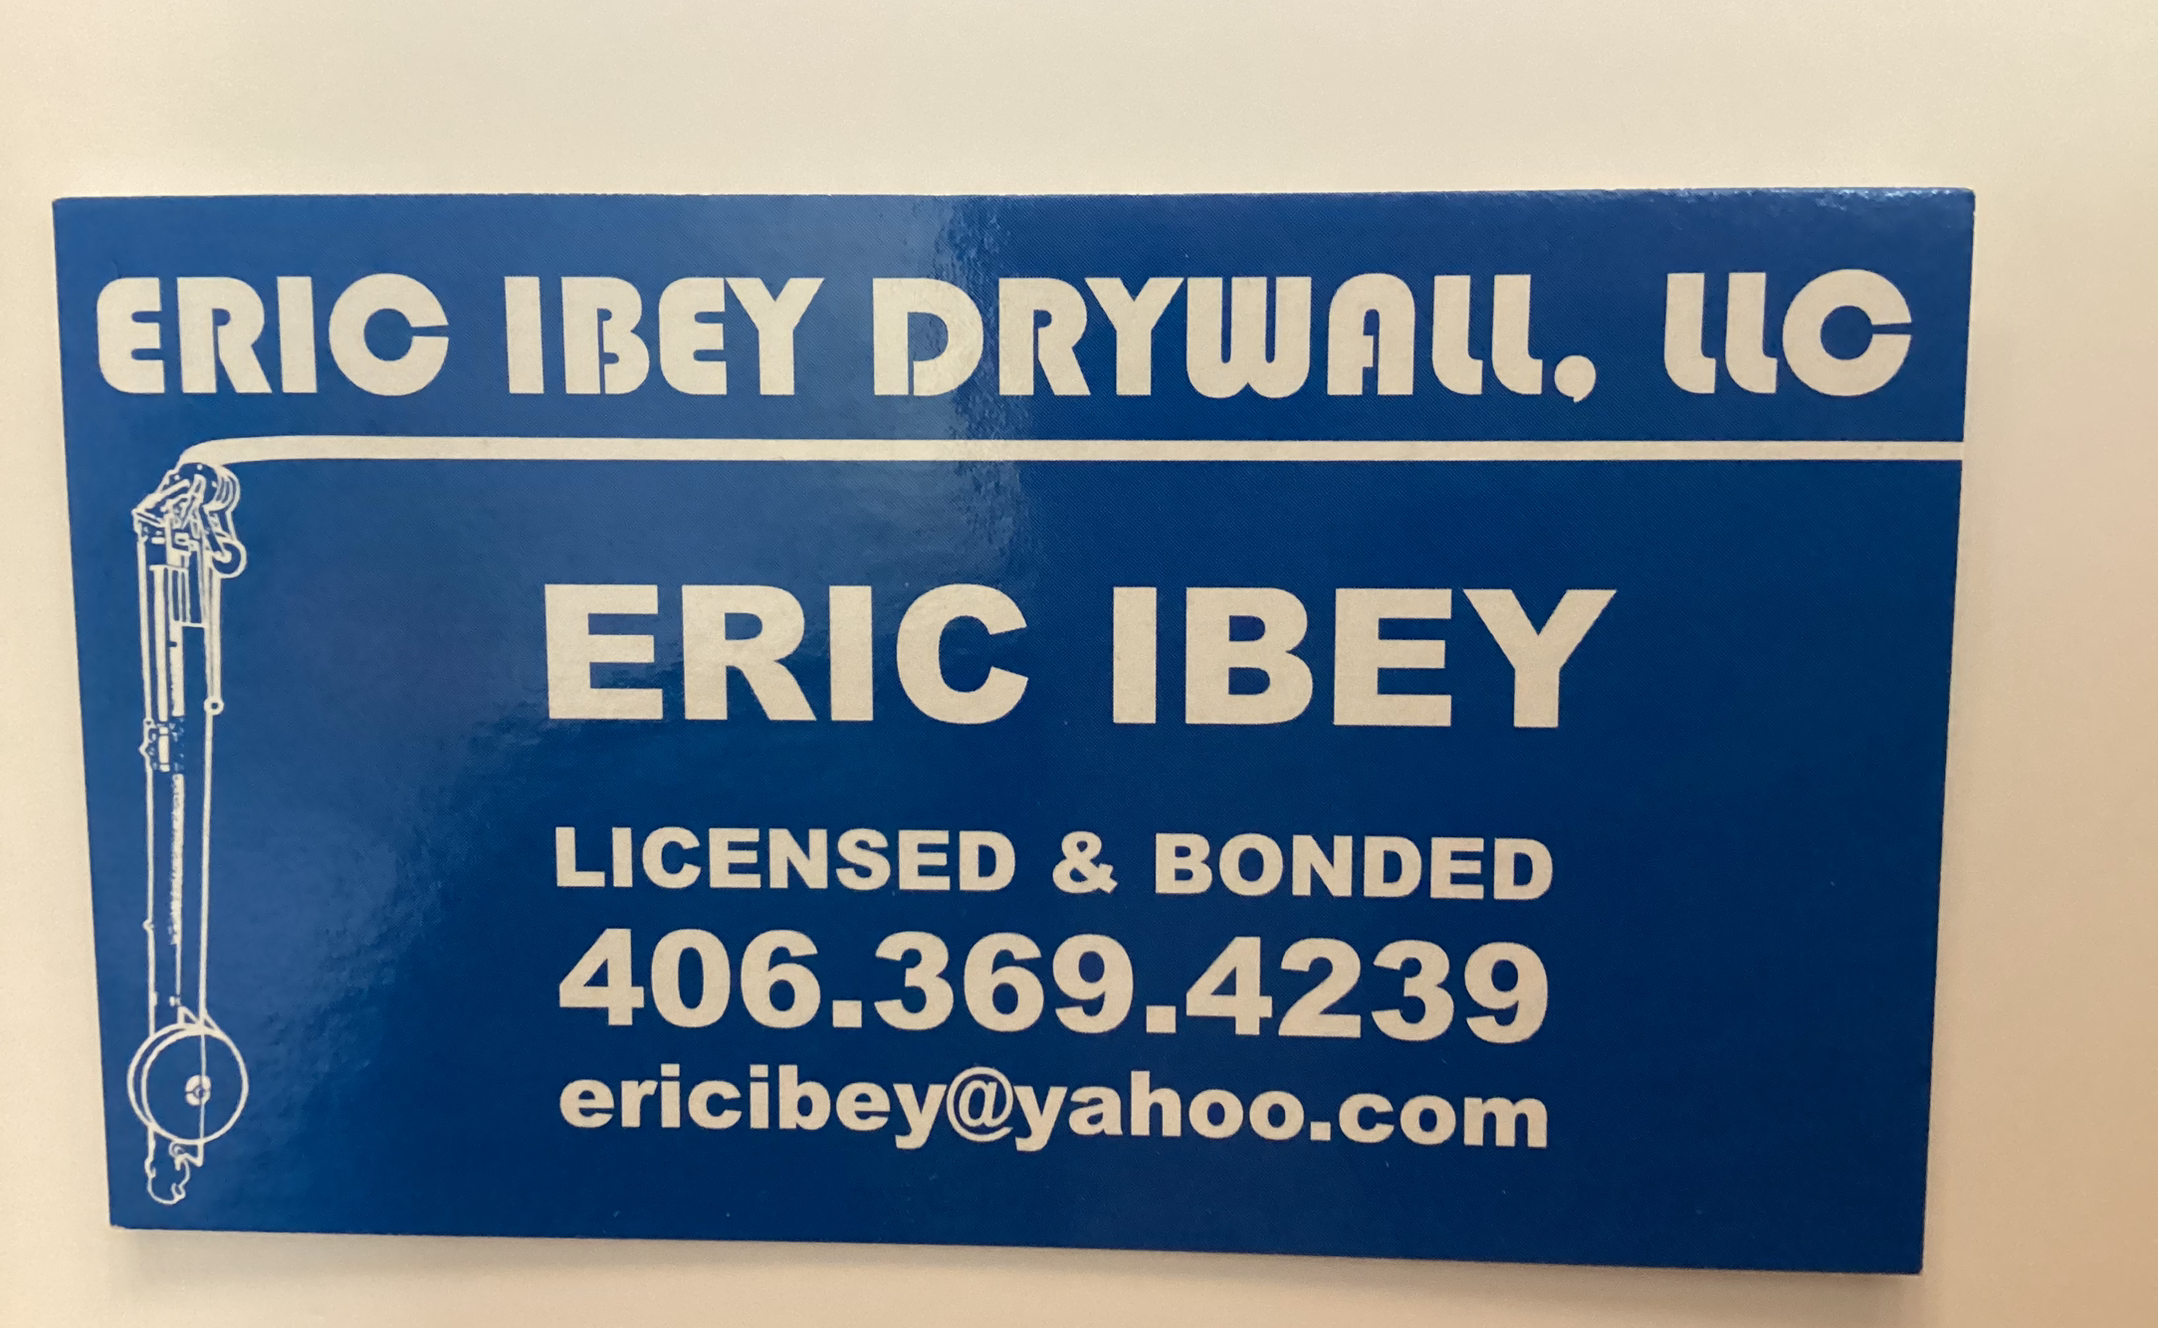 ERIC IBEY DRYWALL, LLC
ERIC IBEY
LICENSED & BONDED
406.369.4239
ericibey@yahoo.com